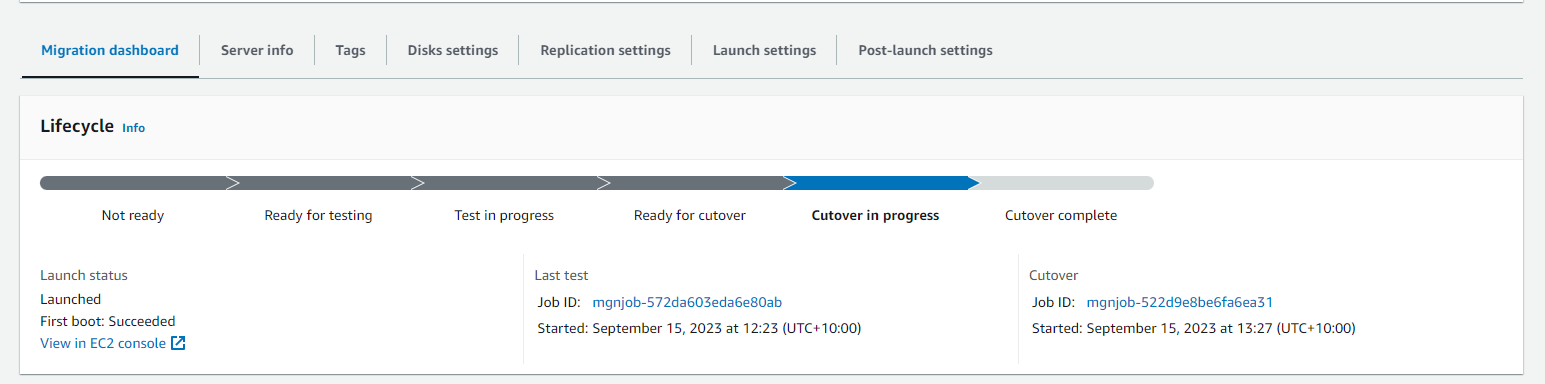 Migration dashboard Server info Tags Disks settings Replication settings Launch settings Post-launch settings
Lifecycle Info
Not ready Ready for testing Test in progress Ready for cutover Cutover in progress Cutover complete
Launch status
Launched
First boot: Succeeded
View in EC2 console
Last test
Job ID: mgnjob-572da603eda6e80ab
Started: September 15, 2023 at 12:23 (UTC+10:00)
Cutover
Job ID: mgnjob-522d9e8be6fa6ea31
Started: September 15, 2023 at 13:27 (UTC+10:00)